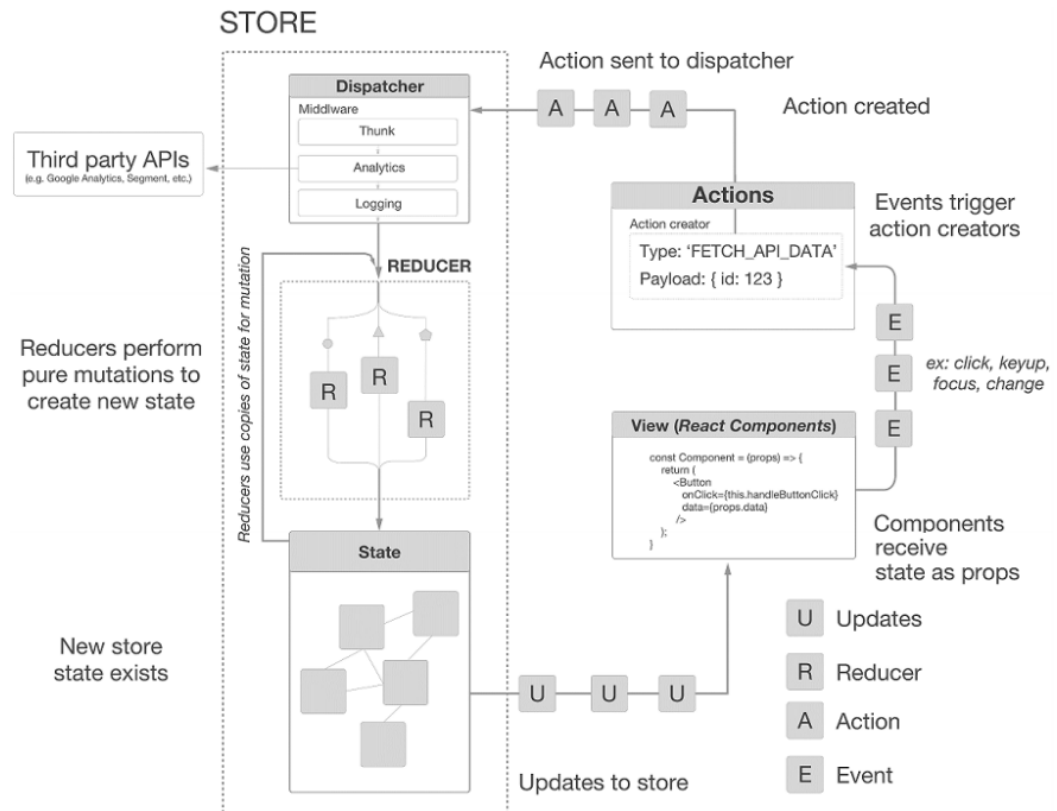 STORE
Action sent to dispatcher
Dispatcher
Middlware
Thunk
Analytics
Logging
A
A
A
Action created
Third party APIs
(e.g. Google Analytics, Segment, etc.)
Actions
Action creator
Type: ‘FETCH_API_DATA’
Payload: { id: 123 }
Events trigger
action creators
REDUCER
Reducers use copies of state for mutation
R
R
R
Reducers perform
pure mutations to
create new state
E
E
E
ex: click, keyup,
focus, change
View (React Components)
const Component = (props) => {
return (
<Button
onClick={this.handleButtonClick}
data={props.data}
/>
);
}
Components
receive
state as props
State
New store
state exists
U
U
U
Updates to store
U Updates
R Reducer
A Action
E Event